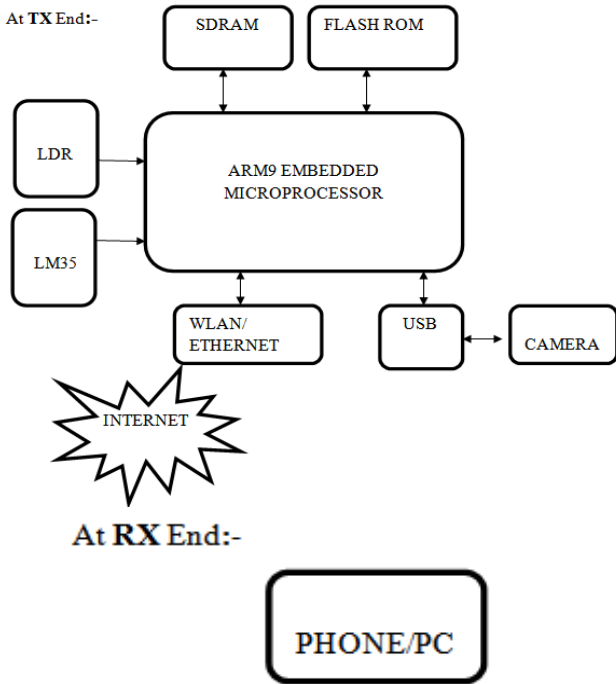 At TX End:-
SDRAM
FLASH ROM
LDR
ARM9 EMBEDDED
MICROPROCESSOR
LM35
WLAN/
ETHERNET
USB
CAMERA
INTERNET
At RX End:-
PHONE/PC